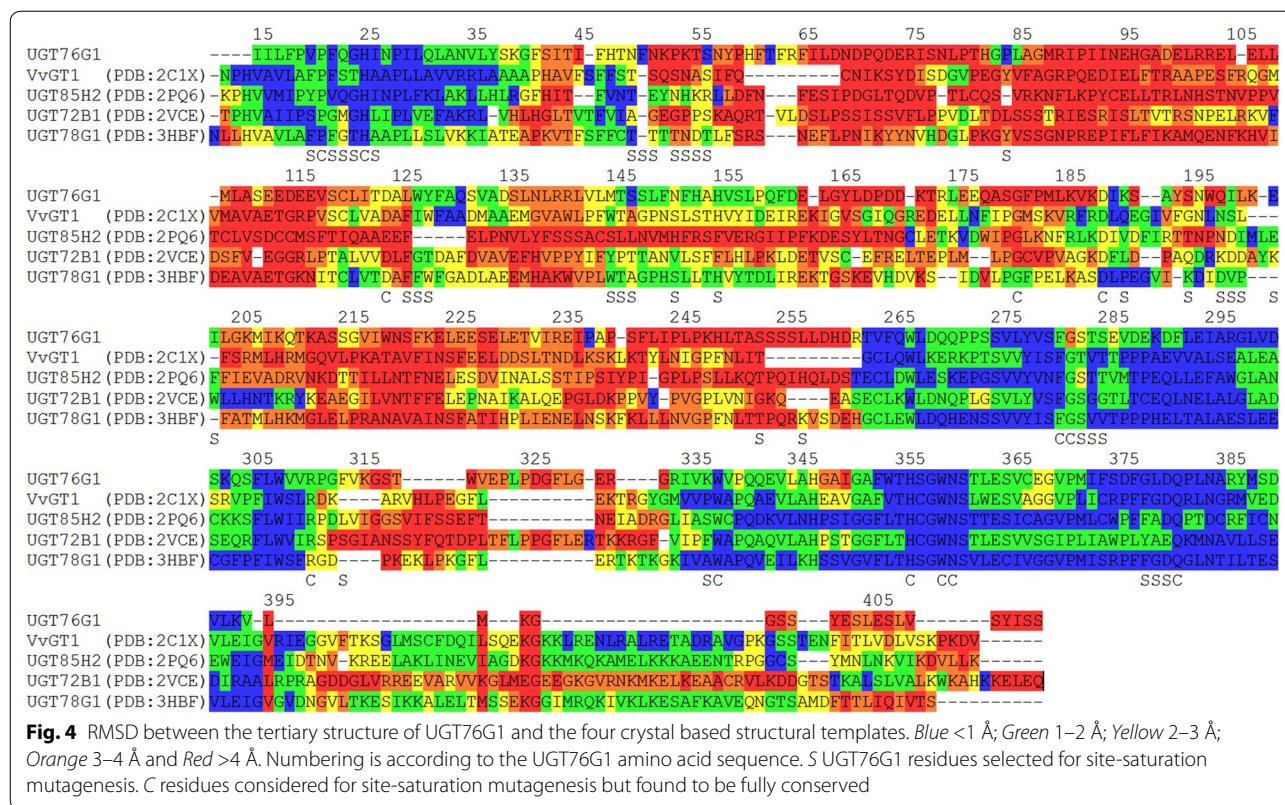 15 25 35 45 55 65 75 85 95 105
UGT76G1 ----IILFPVPFQGHINPILQLANVLYSKGFSITI-FHTNFNKPKTSNYPHFTFRFILDNDPQDERISNLPTHGPLAGMRIPIINEHGADELRREL-ELL
VvGT1 (PDB:2C1X) -NPHVAVLAFPFSTHAAPLLAVVRRLAAAAPHAVFSFFST-SQSNASIFQ---------CNIKSYDISDGVPEGYVFAGRPQEDIELFTRAAPESFRQGM
UGT85H2 (PDB:2PQ6) -KPHVVMIPYPVQGHINPLFKLAKLLHLRGFHIT-FVNT-EYNHKRLLDFN---FESIPDGLTQDVP-TLCQS-VRKNFLKPYCELLTRLNHSTNVPPV
UGT72B1 (PDB:2VCE) -TPHVAIIPSPGMGHLIPLVEFAKRL-VHLHGLTVTFVIA-GEGPPSKAQRT-VLDSLPSSISSVFLPPVDLTDLSSSTRIESRISLTVTRSNPELRKVF
UGT78G1 (PDB:3HBF) NLLHVAVLAFPFGTHAAPLLSLVKKIATEAPKVTFSFFCT-TTTNDTLFSRS---NEFLPNIKYYNVHDGLPKGYVSSGNPREPIFLFIKAMQENFKHVI
SCSSSCS SSS SSSS S
115 125 135 145 155 165 175 185 195
UGT76G1 -MLASEEDEEVSCLITDALWYFAQSVADSLNLRRIVLMTSSLFNFHAHVSLPQFDE-LGYLDPDD-KTRLEEQASGFPMLKVKDIKS--AYSNWQILK-E
VvGT1 (PDB:2C1X) VMAVAETGRPVSCLVADAFIWFAADMAAEMGVAWLPFWTAGPNSLSTHVYIDEIREKIGVSGIQGREDELLNFIPGMSKVRFRDLQEGIVFGNLNSL---
UGT85H2 (PDB:2PQ6) TCLVSDCCMSFTIQAAEEF-----ELPNVLYFSSSACSLLNVMHFRSFVERGIIPFKDESYLTNGCLETKVDWIPGLKNFRLKDIVDFIRTTNPNDIMLE
UGT72B1 (PDB:2VCE) DSFV-EGGRLPTALVVDLFGTDAFDVAVEFHVPPYIFYPTTANVLSFFLHLPKLDETVSC-EFRELTEPLM--LPGCVPVAGKDFLD--PAQDRKDDAYK
UGT78G1 (PDB:3HBF) DEAVAETGKNITCLVTDAFFWFGADLAEEMHAKWVPLWTAGPHSLLTHVYTDLIREKTGSKEVHDVKS--IDVLPGFPELKASDLPEGVI-KDIDVP---
C SSS SSS S S C C S S SSS S
205 215 225 235 245 255 265 275 285 295
UGT76G1 ILGKMIKQTKASSGVIWNSFKELEESELETVIREIPAP-SFLIPLPKHLTASSSSLLDHDRTVFQWLDQQPPSSVLYVSFGSTSEVDEKDFLEIARGLVD
VvGT1 (PDB:2C1X) -FSRMLHRMGQVLPKATAVFINSFEELDDSLTNDLKSKLKTYLNIGPFNLIT--------GCLQWLKERKPTSVVYISFGTVTTPPPAEVVALSEALEA
UGT85H2 (PDB:2PQ6) FFIEVADRVNKDTTILLNTFNELESDVINALSSTIPSIYPI-GPLPSLLKQTPQIHQLDSTECLDWLESKEPGSVVYVNFGSTTVMTPEQLLEFAWGLAN
UGT72B1 (PDB:2VCE) WLLHNTKRYKEAEGILVNTFFELEPNAIKALQEPGLDKPPVY-PVGPLVNIGKQ----EASECLKWLDNQPLGSVLYVSFGSGGTLTCEQLNELALGLAD
UGT78G1 (PDB:3HBF) -FATMLHKMGLELPRANAVAINSFATIHPLIENELNSKFKLLLNVGPFNLTTPQRKVSDEHGCLEWLDQHENSSVVYISFGSVVTPPPHELTALAESLEE
S S S CCSSS
305 315 325 335 345 355 365 375 385
UGT76G1 SKQSFLWVVRPGFVKGST------WVEPLPDGFLG-ER---GRIVKWVPQQEVLAHGAIGAFWTHSGWNSTLESVCEGVPMIFSDFGLDQPLNARYMSD
VvGT1 (PDB:2C1X) SRVPFIWSLRDK----ARVHLPEGFL---------EKTRGYGMVVPWAPQAEVLAHEAVGAFVTHCGWNSLWESVAGGVPLICRPFFGDQRLNGRMVED
UGT85H2 (PDB:2PQ6) CKKSFLWIIRPDLVIGGSVIFSSEFT---------NEIADRGLIASWCPQDKVLNHPSIGGFLTHCGWNSTTESICAGVPMLCWPFFADQPTDCRFICN
UGT72B1 (PDB:2VCE) SEQRFLWVIRSPSGIANSSYFQTDPLTFLPPGFLERTKKRGF-VIPFWAPQAQVLAHPSTGGFLTHCGWNSTLESVVSGIPLIAWPLYAEQKMNAVLLSE
UGT78G1 (PDB:3HBF) CGFPFIWSFRGD----PKEKLPKGFL---------ERTKTKGKIVAWAPQVEILKHSSVGVFLTHCGWNSVLECIVGGVPMISRPFFGDQGLNTILTES
C S CC C CC SSSSC
395 405
UGT76G1 VLKV-L------------------M--KG-------------------GSS--YESLESLV------SYISS
VvGT1 (PDB:2C1X) VLEIGVRIEGGVFTKSGLMSCFDQILSQEKGKKLRENLRALRETADRAVGPKGSSTENFITLVDLVSKPKDV------
UGT85H2 (PDB:2PQ6) EWEIGMEIDTNV-KREELAKLINEVIAGDKGKKMKQKAMELKKKAEENTRPGGCS---YMNLNKVIKDVLLK------
UGT72B1 (PDB:2VCE) DIRAALRPRAGDDGLVRREEVARVVKGLMEGEEGKGVRNKMKELKEAACRVLKDDGTSTKALSLVALKWKAHKKELEQ
UGT78G1 (PDB:3HBF) VLEIGVGVDNGVLTKESIKKALELTMSSEKGGIMRQKIVKLKESAFKAVEQNGTSAMDFTTLIQIVTS----------
Fig. 4 RMSD between the tertiary structure of UGT76G1 and the four crystal based structural templates. Blue <1 Å; Green 1–2 Å; Yellow 2–3 Å;
Orange 3–4 Å and Red >4 Å. Numbering is according to the UGT76G1 amino acid sequence. S UGT76G1 residues selected for site-saturation
mutagenesis. C residues considered for site-saturation mutagenesis but found to be fully conserved